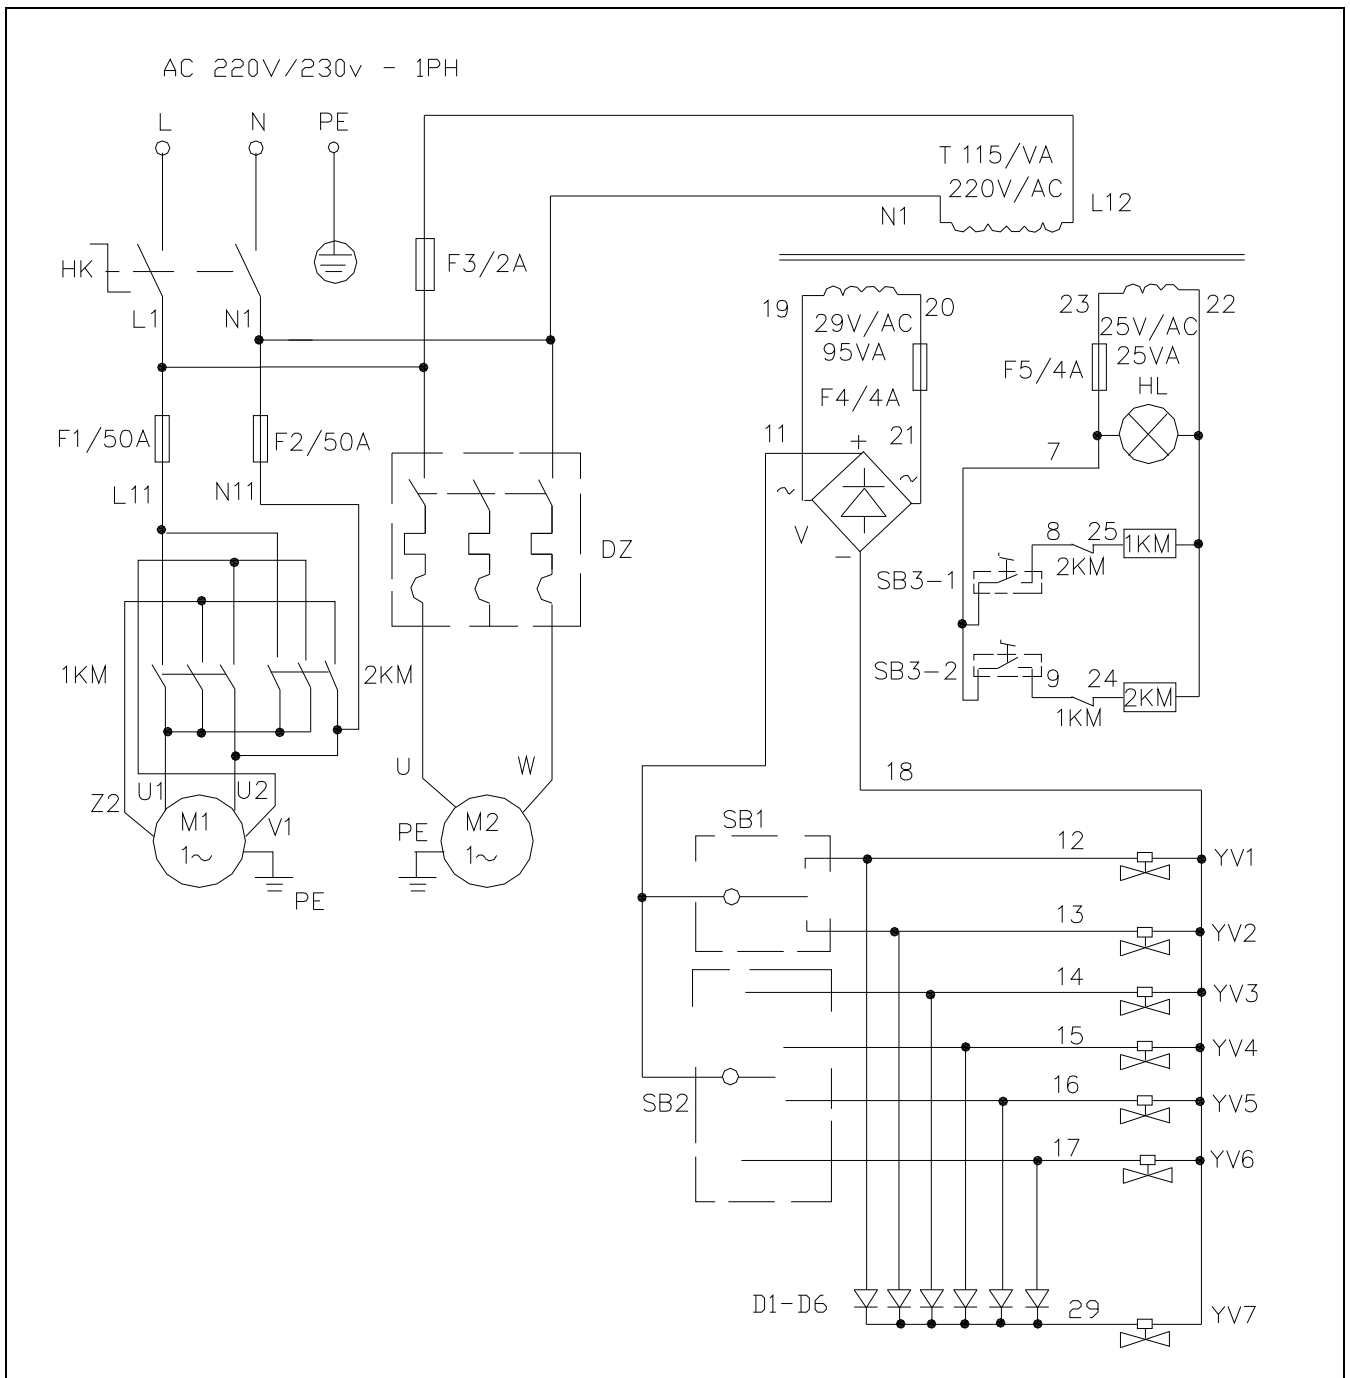 AC 220V/230v - 1PH
L N PE
T 115/VA
220V/AC
N1 L12
HK
F3/2A
L1 N1
19 20 23 22
29V/AC 25V/AC
95VA 25VA
F5/4A
F4/4A HL
F1/50A F2/50A
11 + 21 7
L11 N11 ~ ~
V
−
DZ
8 25 1KM
2KM
SB3-1
1KM 2KM
SB3-2
9 24 2KM
1KM
U W
18
Z2 U1 U2 V1
M1
1~
PE
PE
M2
1~
SB1
12 YV1
13 YV2
14 YV3
15 YV4
16 YV5
SB2
17 YV6
D1-D6 29 YV7